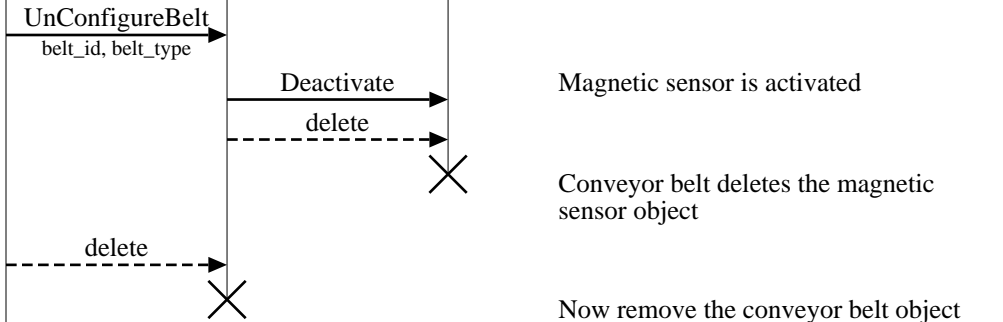 UnConfigureBelt
belt_id, belt_type
Deactivate
Magnetic sensor is activated
delete
Conveyor belt deletes the magnetic
sensor object
delete
Now remove the conveyor belt object